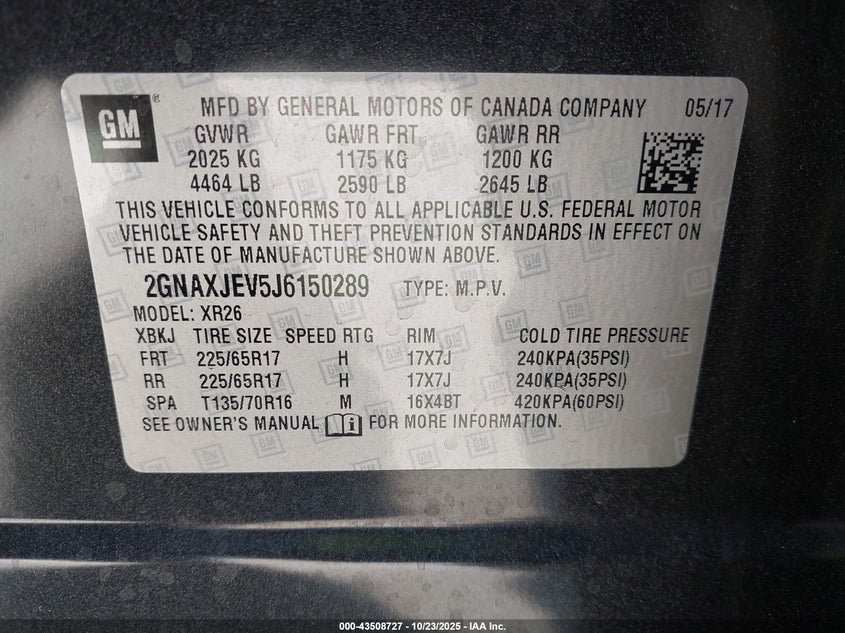 GM ® MFD BY GENERAL MOTORS OF CANADA COMPANY 05/17
GVWR GAWR FRT GAWR RR
2025 KG 1175 KG 1200 KG
4464 LB 2590 LB 2645 LB
THIS VEHICLE CONFORMS TO ALL APPLICABLE U.S. FEDERAL MOTOR
VEHICLE SAFETY AND THEFT PREVENTION STANDARDS IN EFFECT ON
THE DATE OF MANUFACTURE SHOWN ABOVE.
2GNAXJEV5J6150289 TYPE: M.P.V.
MODEL: XR26
XBKJ TIRE SIZE SPEED RTG RIM COLD TIRE PRESSURE
FRT 225/65R17 H 17X7J 240KPA(35PSI)
RR 225/65R17 H 17X7J 240KPA(35PSI)
SPA T135/70R16 M 16X4BT 420KPA(60PSI)
SEE OWNER'S MANUAL FOR MORE INFORMATION.
000-43508727 - 10/23/2025 - IAA Inc.